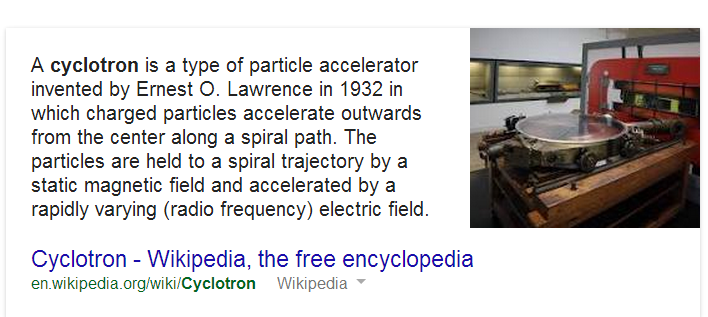 A cyclotron is a type of particle accelerator
invented by Ernest O. Lawrence in 1932 in
which charged particles accelerate outwards
from the center along a spiral path. The
particles are held to a spiral trajectory by a
static magnetic field and accelerated by a
rapidly varying (radio frequency) electric field.
Cyclotron - Wikipedia, the free encyclopedia
en.wikipedia.org/wiki/Cyclotron Wikipedia